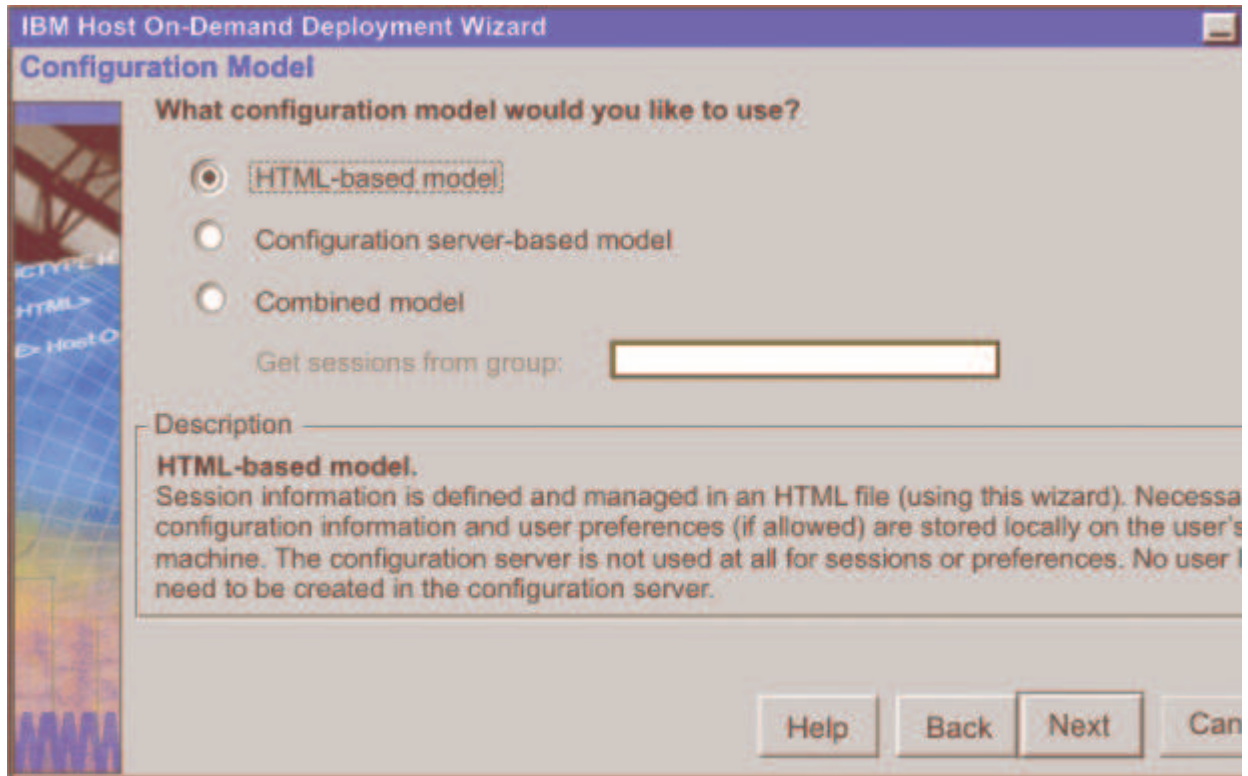 IBM Host On-Demand Deployment Wizard
Configuration Model
What configuration model would you like to use?
HTML-based model
Configuration server-based model
Combined model
Get sessions from group:
CTYPE H
HTML>
E> Host O
Description
HTML-based model.
Session information is defined and managed in an HTML file (using this wizard). Necessa
configuration information and user preferences (if allowed) are stored locally on the user's
machine. The configuration server is not used at all for sessions or preferences. No user
need to be created in the configuration server.
Help
Back
Next
Can